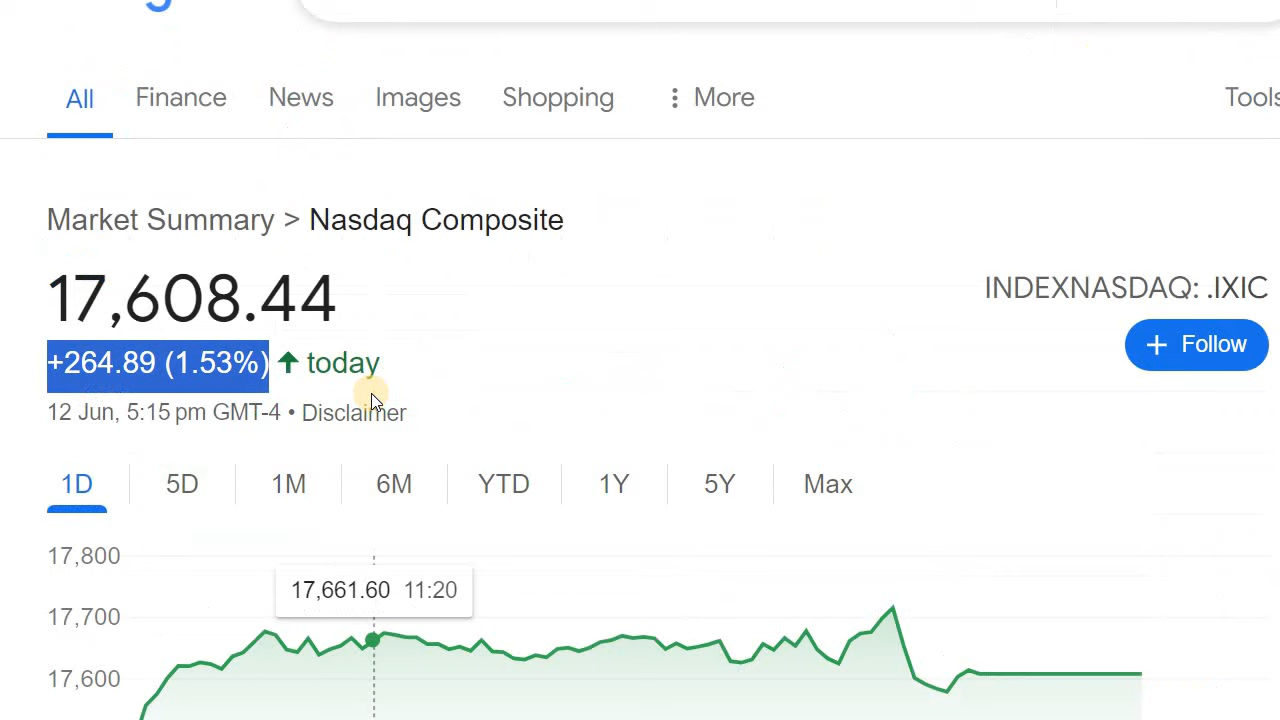 All Finance News Images Shopping More Tools
Market Summary > Nasdaq Composite
17,608.44
INDEXNASDAQ: .IXIC
+264.89 (1.53%) today
+ Follow
12 Jun, 5:15 pm GMT-4 • Disclaimer
1D 5D 1M 6M YTD 1Y 5Y Max
17,800
17,661.60 11:20
17,700
17,600